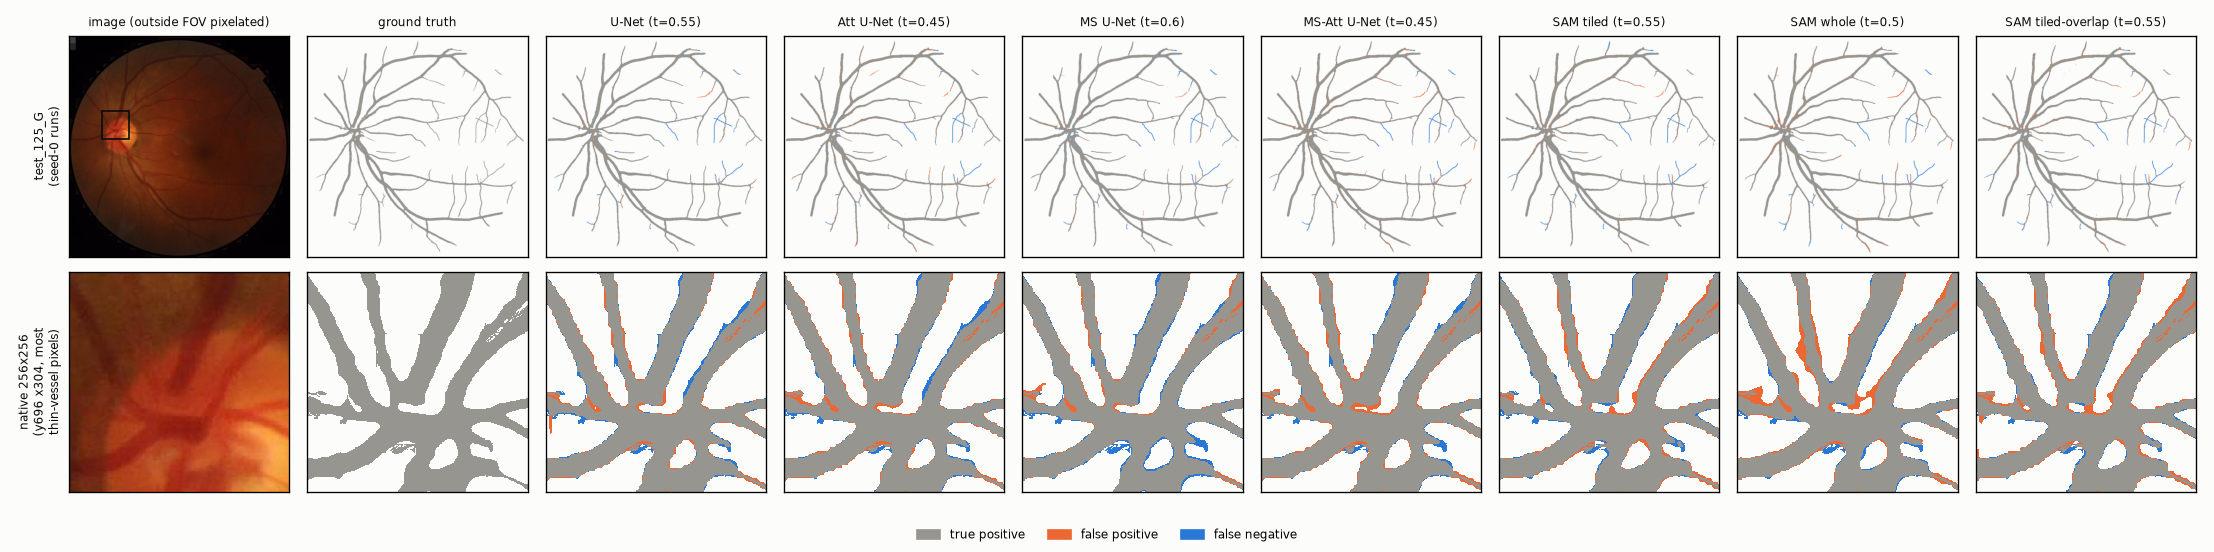 image (outside FOV pixelated)
ground truth
U-Net (t=0.55)
Att U-Net (t=0.45)
MS U-Net (t=0.6)
MS-Att U-Net (t=0.45)
SAM tiled (t=0.55)
SAM whole (t=0.5)
SAM tiled-overlap (t=0.55)
test_125_G
(seed-0 runs)
native 256x256
(y696 x304, most
thin-vessel pixels)
true positive
false positive
false negative